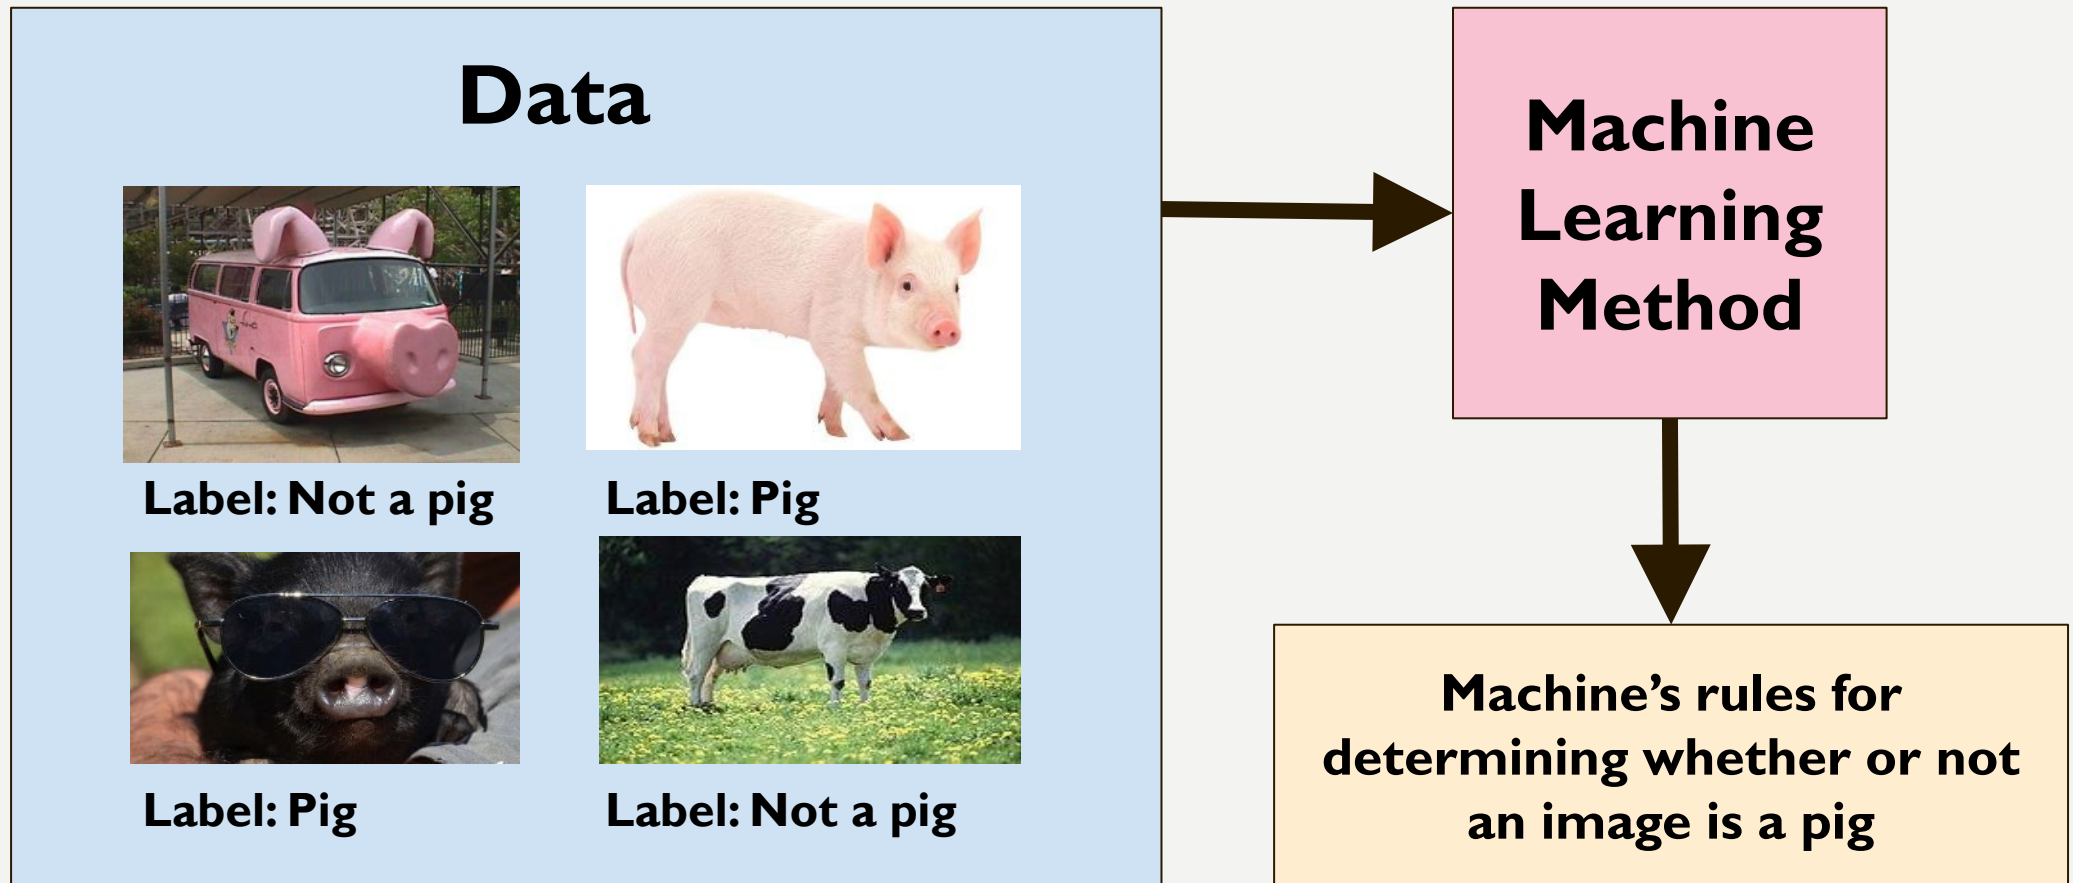 Data
Label: Not a pig
Label: Pig
Label: Pig
Label: Not a pig
Machine
Learning
Method
Machine’s rules for
determining whether or not
an image is a pig